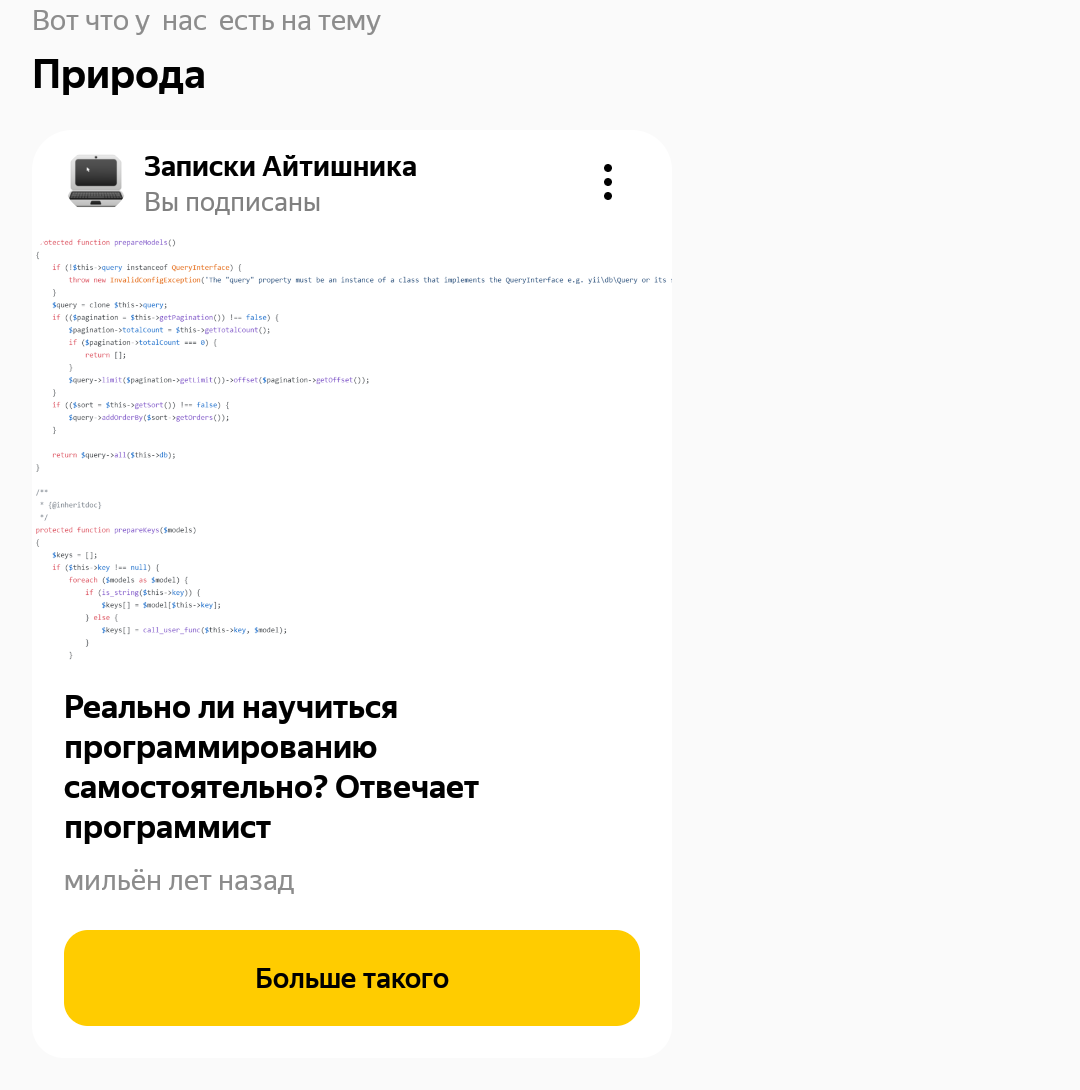 Вот что у нас есть на тему
Природа
Записки Айтишника
Вы подписаны
otected function prepareModels()
{
if (!$this->query instanceof QueryInterface) {
throw new InvalidConfigException('The "query" property must be an instance of a class that implements the QueryInterface e.g. yii\db\Query or its
}
$query = clone $this->query;
if (($pagination = $this->getPagination()) !== false) {
$pagination->totalCount = $this->getTotalCount();
if ($pagination->totalCount === 0) {
return [];
}
$query->limit($pagination->getLimit())->offset($pagination->getOffset());
}
if (($sort = $this->getSort()) !== false) {
$query->addOrderBy($sort->getOrders());
}
return $query->all($this->db);
}
/**
* {@inheritdoc}
*/
protected function prepareKeys($models)
{
$keys = [];
if ($this->key !== null) {
foreach ($models as $model) {
if (is_string($this->key)) {
$keys[] = $model[$this->key];
} else {
$keys[] = call_user_func($this->key, $model);
}
}
Реально ли научиться
программированию
самостоятельно? Отвечает
программист
мильён лет назад
Больше такого